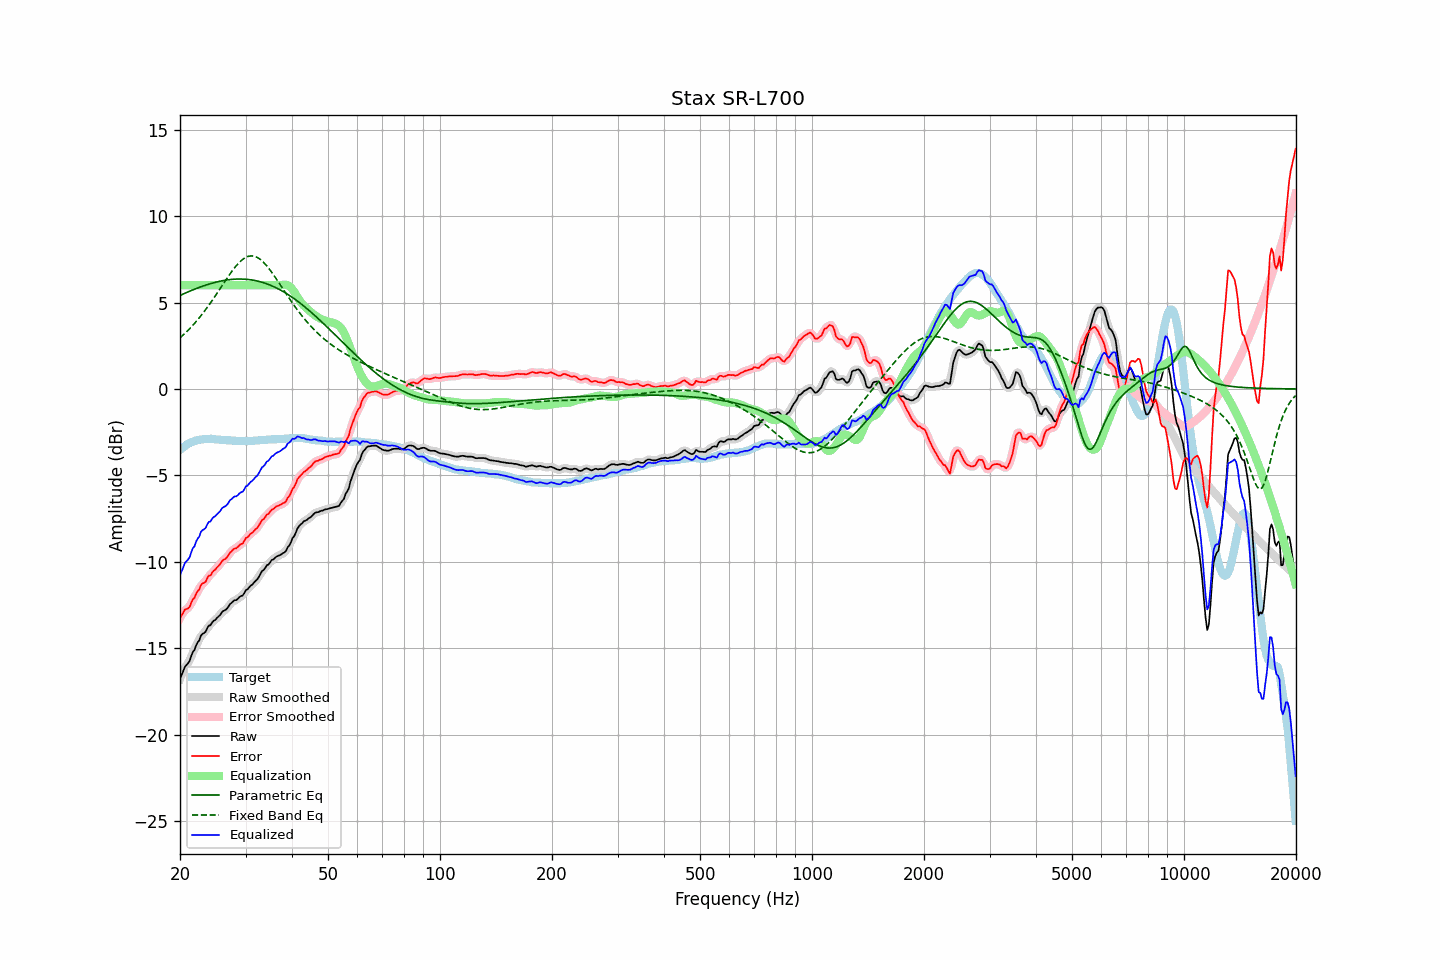 Stax SR-L700
Amplitude (dBr)
15
10
5
0
−5
−10
−15
−20
−25
Target
Raw Smoothed
Error Smoothed
Raw
Error
Equalization
Parametric Eq
Fixed Band Eq
Equalized
20 50 100 200 500 1000 2000 5000 10000 20000
Frequency (Hz)